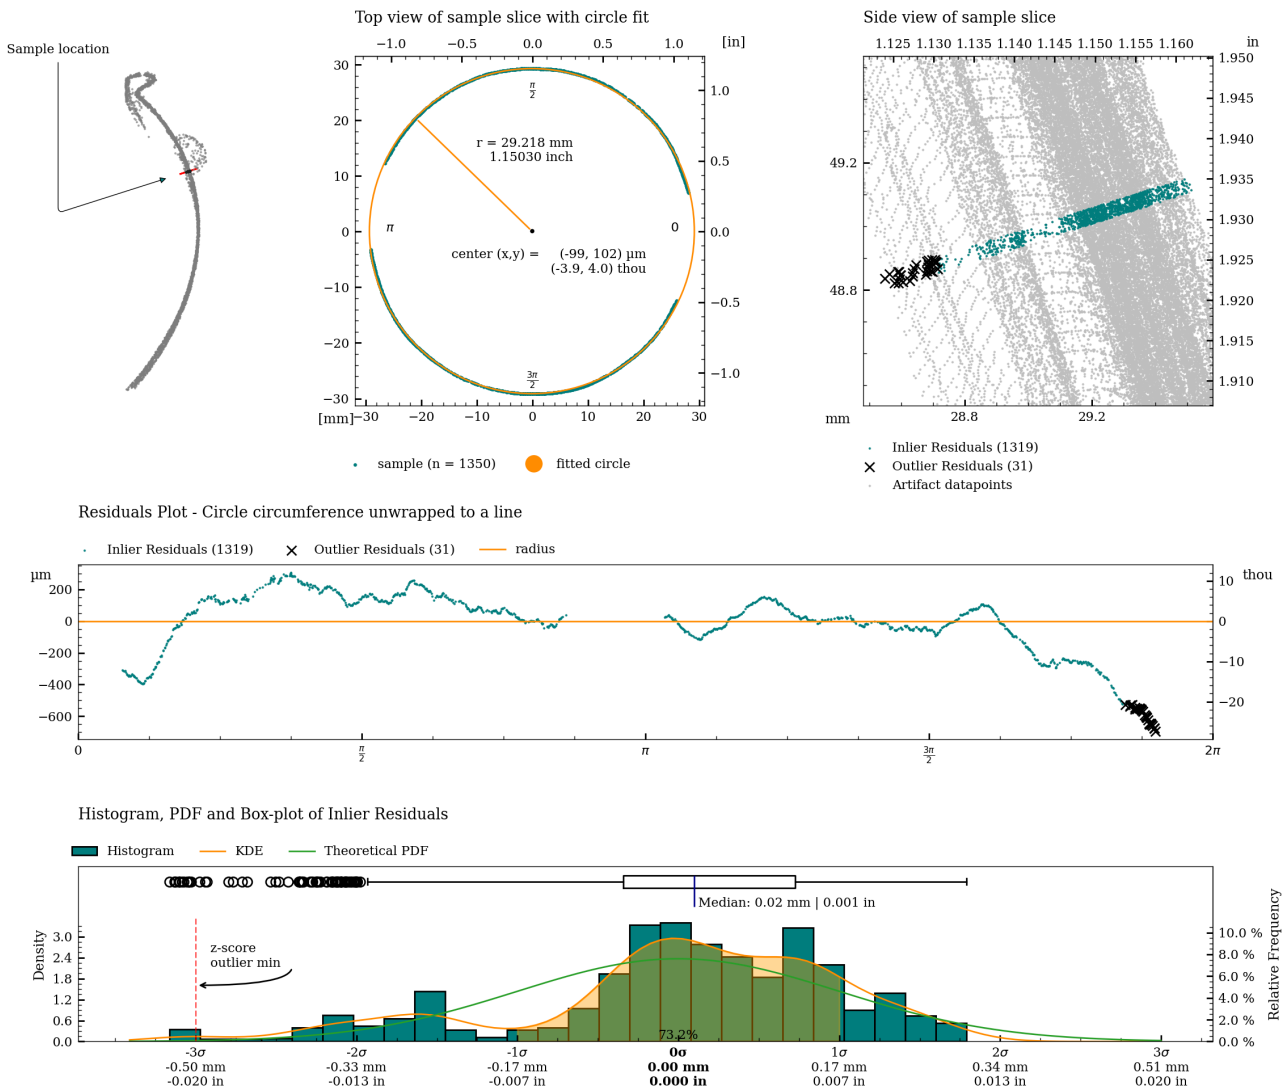 Sample location
Top view of sample slice with circle fit
−1.0 −0.5 0.0 0.5 1.0 [in]
30
20
10
0
−10
−20
−30
1.0
0.5
0.0
−0.5
−1.0
π/2
r = 29.218 mm
1.15030 inch
π 0
center (x,y) = (-99, 102) µm
(-3.9, 4.0) thou
3π/2
[mm] −30 −20 −10 0 10 20 30
sample (n = 1350) fitted circle
Side view of sample slice
1.125 1.130 1.135 1.140 1.145 1.150 1.155 1.160 in
49.2
48.8
1.950
1.945
1.940
1.935
1.930
1.925
1.920
1.915
1.910
mm 28.8 29.2
Inlier Residuals (1319)
Outlier Residuals (31)
Artifact datapoints
Residuals Plot - Circle circumference unwrapped to a line
Inlier Residuals (1319) Outlier Residuals (31) radius
µm
200
0
−200
−400
−600
thou
10
0
−10
−20
0 π/2 π 3π/2 2π
Histogram, PDF and Box-plot of Inlier Residuals
Histogram KDE Theoretical PDF
Median: 0.02 mm | 0.001 in
z-score
outlier min
Density
3.0
2.4
1.8
1.2
0.6
0.0
Relative Frequency
10.0 %
8.0 %
6.0 %
4.0 %
2.0 %
0.0 %
73.2%
-3σ -2σ -1σ 0σ 1σ 2σ 3σ
-0.50 mm -0.33 mm -0.17 mm 0.00 mm 0.17 mm 0.34 mm 0.51 mm
-0.020 in -0.013 in -0.007 in 0.000 in 0.007 in 0.013 in 0.020 in